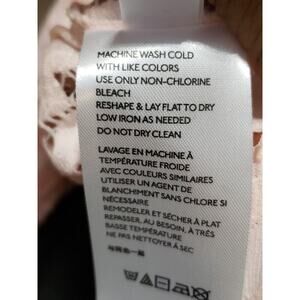 MACHINE WASH COLD
WITH LIKE COLORS
USE ONLY NON-CHLORINE
BLEACH
RESHAPE & LAY FLAT TO DRY
LOW IRON AS NEEDED
DO NOT DRY CLEAN
LAVAGE EN MACHINE À
TEMPÉRATURE FROIDE
AVEC COULEURS SIMILAIRES
UTILISER UN AGENT DE
BLANCHIMENT SANS CHLORE SI
NÉCESSAIRE
REMODELER ET SÉCHER À PLAT
REPASSER, AU BESOIN, À TRÈS
BASSE TEMPÉRATURE
NE PAS NETTOYER À SEC